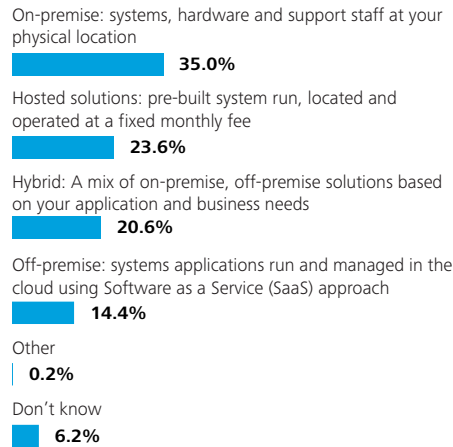 On-premise: systems, hardware and support staff at your
physical location
35.0%
Hosted solutions: pre-built system run, located and
operated at a fixed monthly fee
23.6%
Hybrid: A mix of on-premise, off-premise solutions based
on your application and business needs
20.6%
Off-premise: systems applications run and managed in the
cloud using Software as a Service (SaaS) approach
14.4%
Other
0.2%
Don’t know
6.2%